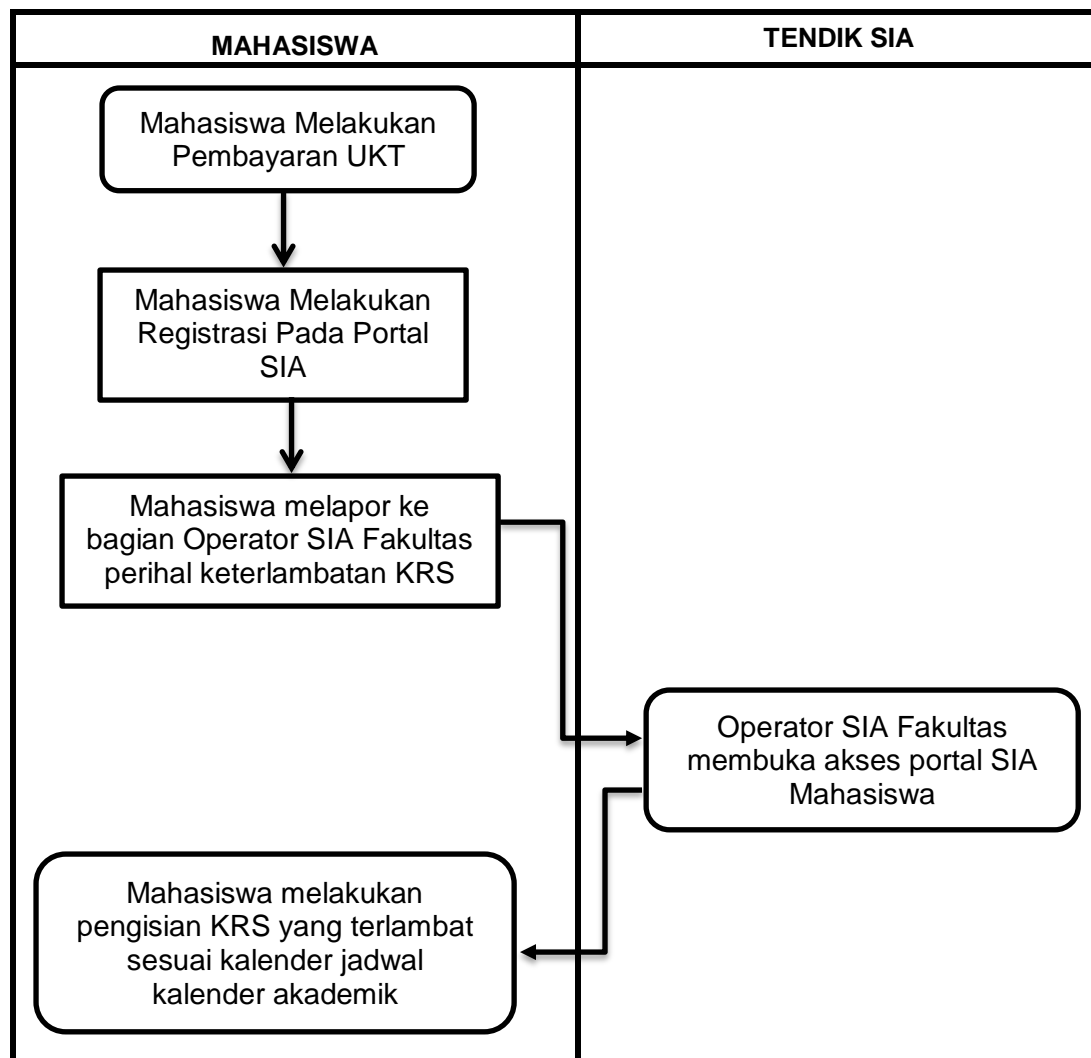 MAHASISWA
TENDIK SIA
Mahasiswa Melakukan
Pembayaran UKT
Mahasiswa Melakukan
Registrasi Pada Portal
SIA
Mahasiswa melapor ke
bagian Operator SIA Fakultas
perihal keterlambatan KRS
Operator SIA Fakultas
membuka akses portal SIA
Mahasiswa
Mahasiswa melakukan
pengisian KRS yang terlambat
sesuai kalender jadwal
kalender akademik